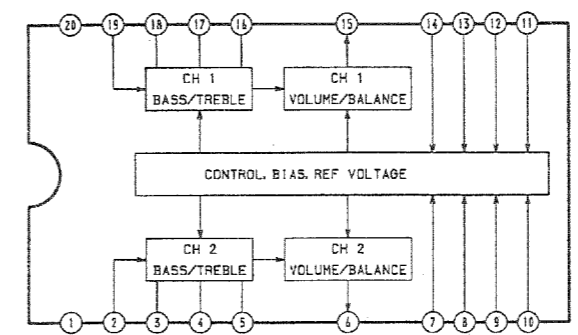 20 19 18 17 16 15 14 13 12 11
CH 1
BASS/TREBLE
CH 1
VOLUME/BALANCE
CONTROL. BIAS. REF VOLTAGE
CH 2
BASS/TREBLE
CH 2
VOLUME/BALANCE
1 2 3 4 5 6 7 8 9 10